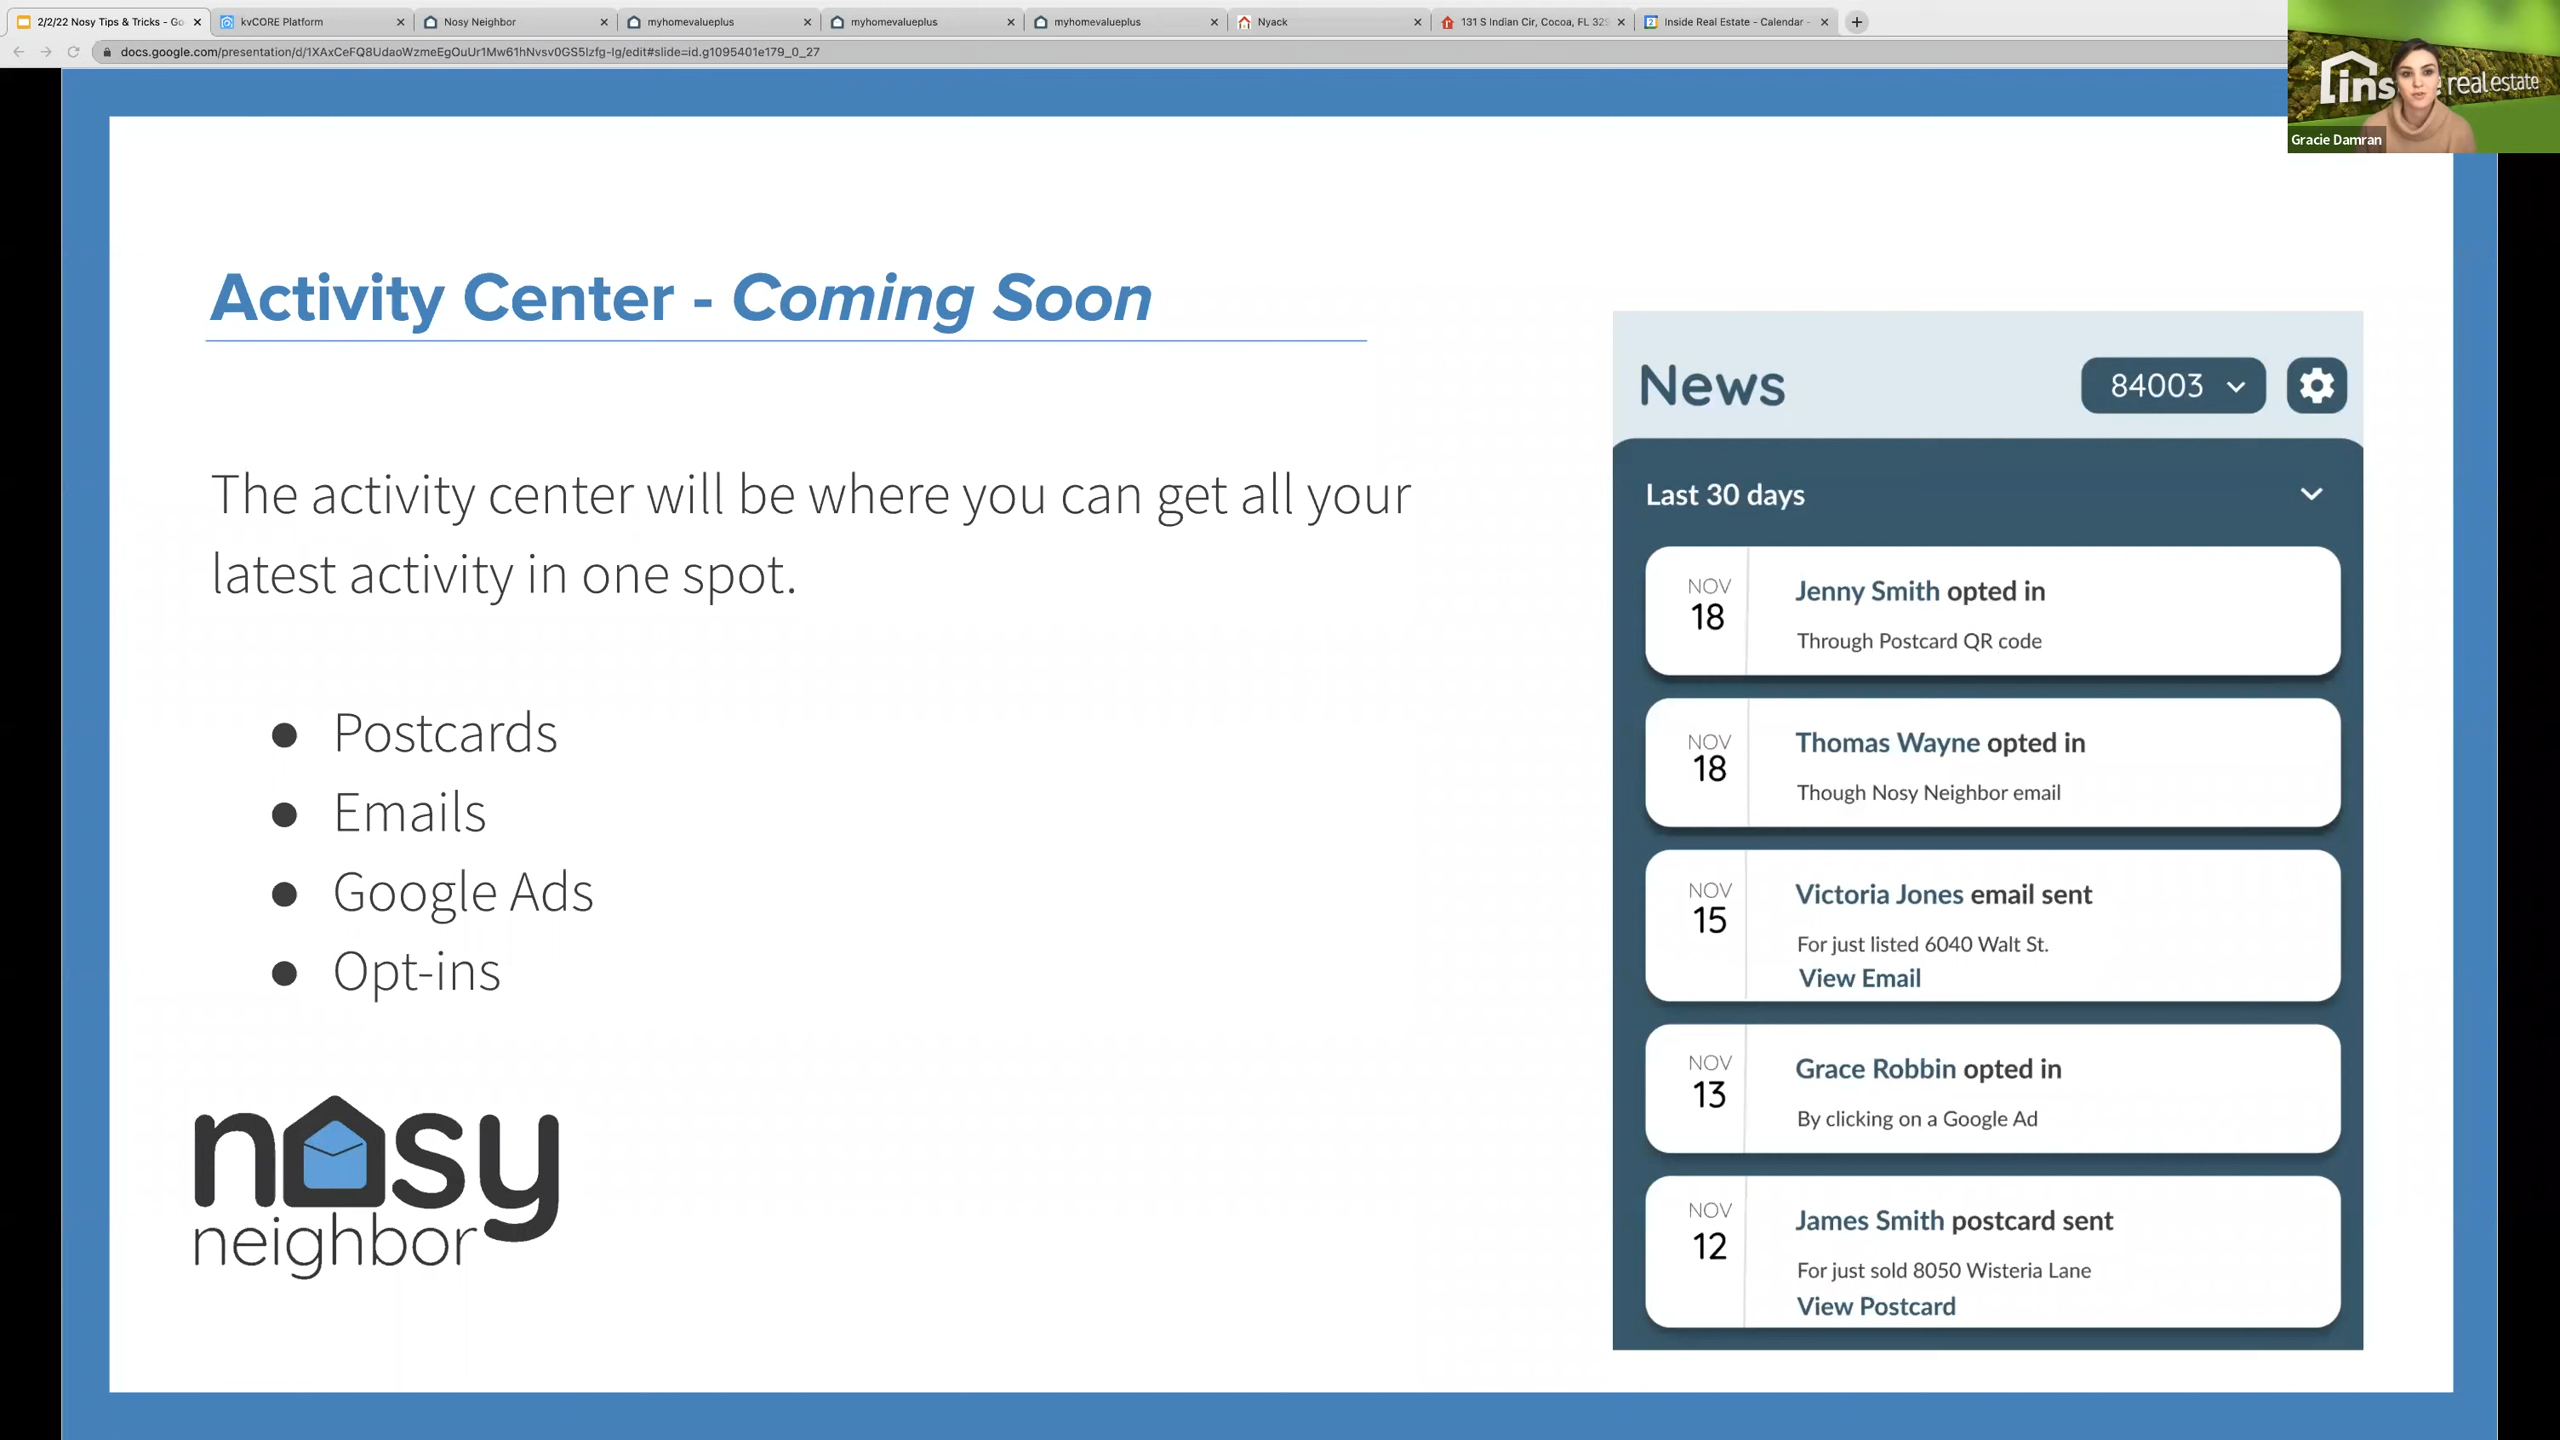 2/2/22 Nosy Tips & Tricks - Go
kvCORE Platform
Nosy Neighbor
myhomevalueplus
myhomevalueplus
myhomevalueplus
Nyack
131 S Indian Cir, Cocoa, FL 329
Inside Real Estate - Calendar -
docs.google.com/presentation/d/1XAxCeFQ8UdaoWzmeEgOuUr1Mw61hNvsv0GS5Izfg-Ig/edit#slide=id.g1095401e179_0_27
real estate
Gracie Damran
Activity Center - Coming Soon
The activity center will be where you can get all your
latest activity in one spot.
● Postcards
● Emails
● Google Ads
● Opt-ins
nosy
neighbor
News
84003
Last 30 days
NOV
18
Jenny Smith opted in
Through Postcard QR code
NOV
18
Thomas Wayne opted in
Though Nosy Neighbor email
NOV
15
Victoria Jones email sent
For just listed 6040 Walt St.
View Email
NOV
13
Grace Robbin opted in
By clicking on a Google Ad
NOV
12
James Smith postcard sent
For just sold 8050 Wisteria Lane
View Postcard